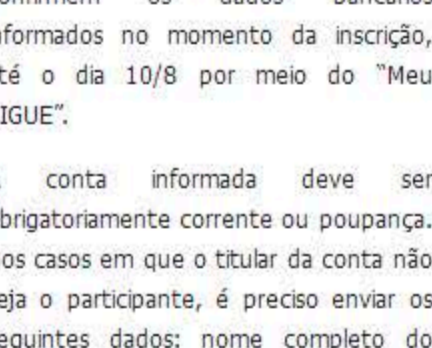 onfirmem os dados bancários
nformados no momento da inscrição,
té o dia 10/8 por meio do “Meu
IGUE”.
conta informada deve ser
brigatoriamente corrente ou poupança.
os casos em que o titular da conta não
eja o participante, é preciso enviar os
eguintes dados: nome completo do